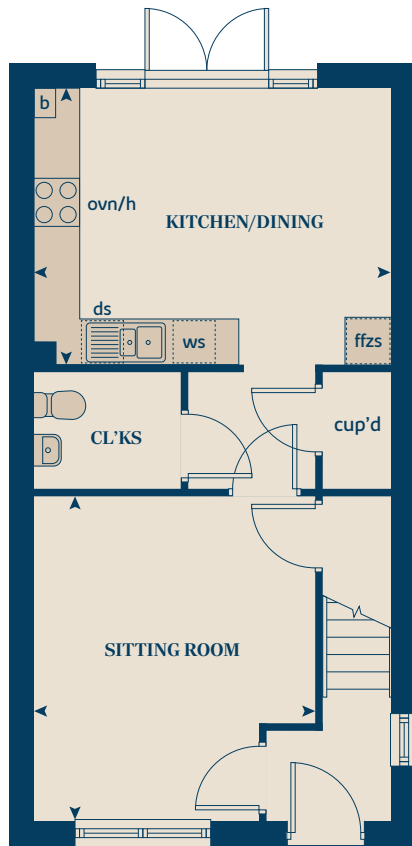 b
ovn/h
KITCHEN/DINING
ds
ws
ffzs
CL’KS
cup’d
SITTING ROOM